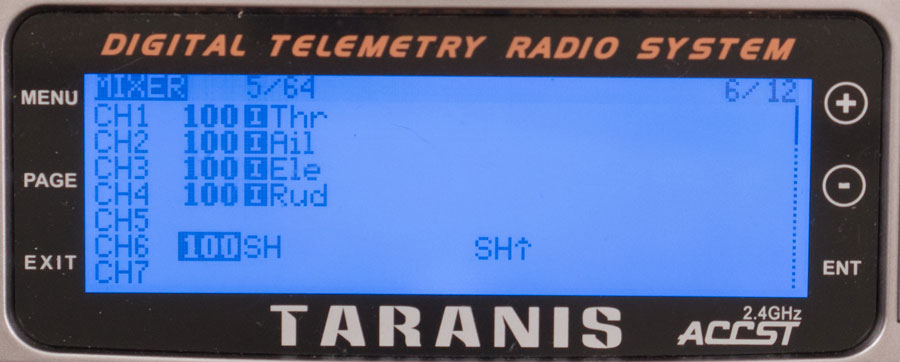 DIGITAL TELEMETRY RADIO SYSTEM
MENU
PAGE
EXIT
MIXER 5/64 6/12
CH1 100 I Thr
CH2 100 I Ail
CH3 100 I Ele
CH4 100 I Rud
CH5
CH6 100 SH SH↑
CH7
+
-
ENT
TARANIS
2.4GHz
ACCST